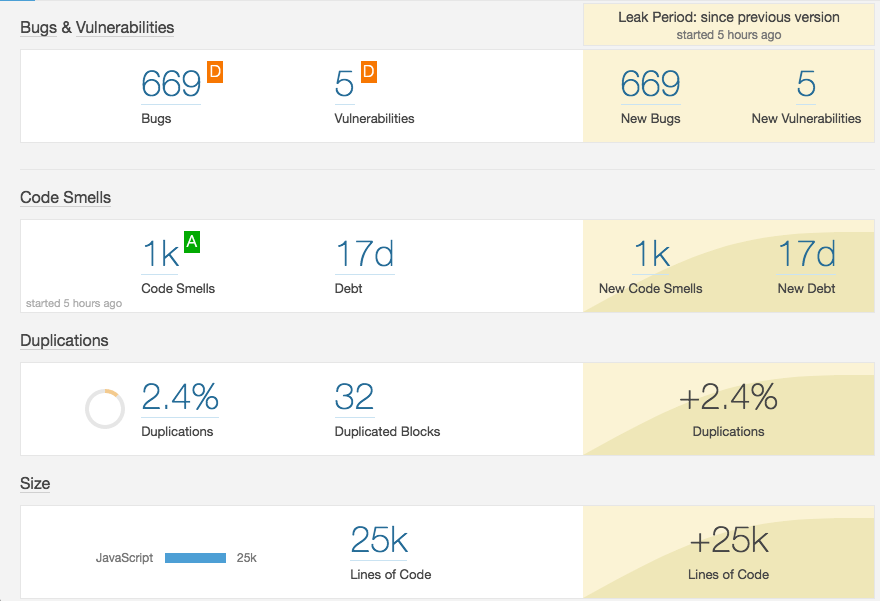 Bugs & Vulnerabilities
Leak Period: since previous version
started 5 hours ago
669 D
Bugs
5 D
Vulnerabilities
669
New Bugs
5
New Vulnerabilities
Code Smells
1k A
Code Smells
17d
Debt
started 5 hours ago
1k
New Code Smells
17d
New Debt
Duplications
2.4%
Duplications
32
Duplicated Blocks
+2.4%
Duplications
Size
JavaScript 25k
25k
Lines of Code
+25k
Lines of Code